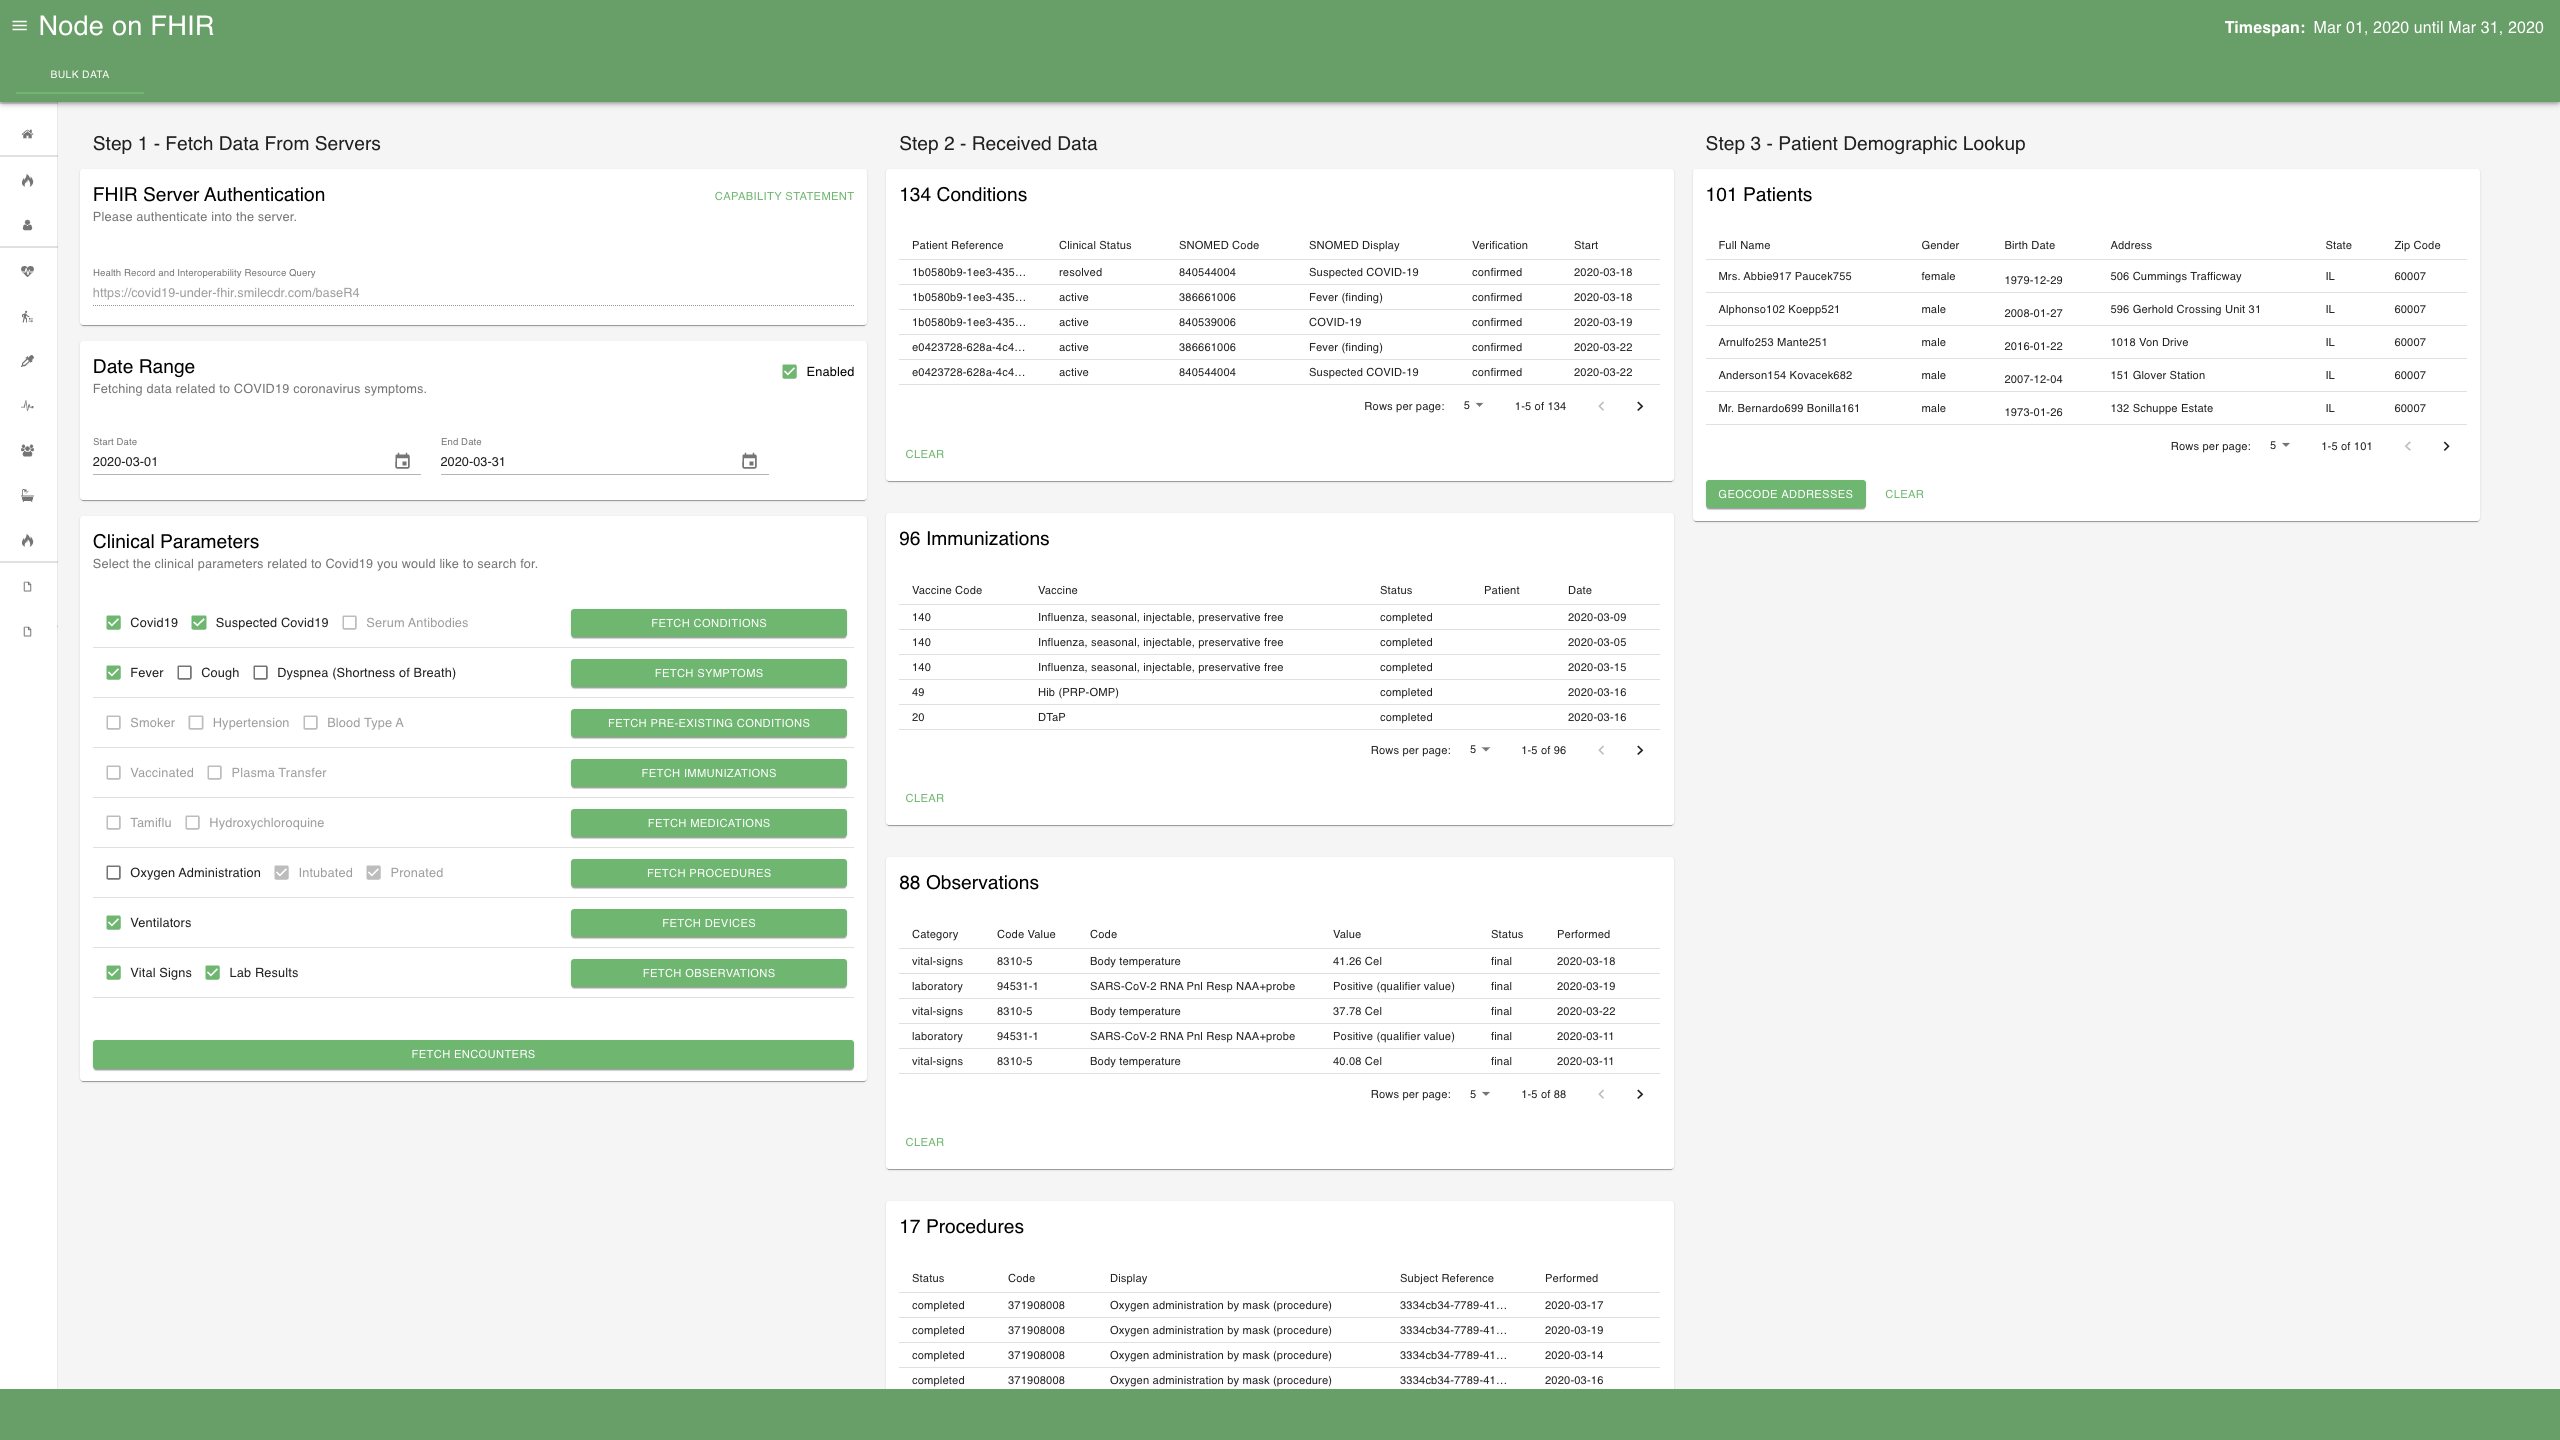 Node on FHIR
Timespan: Mar 01, 2020 until Mar 31, 2020
BULK DATA
Step 1 - Fetch Data From Servers
FHIR Server Authentication
CAPABILITY STATEMENT
Please authenticate into the server.
Health Record and Interoperability Resource Query
https://covid19-under-fhir.smilecdr.com/baseR4
Date Range
Enabled
Fetching data related to COVID19 coronavirus symptoms.
Start Date End Date
2020-03-01 2020-03-31
Clinical Parameters
Select the clinical parameters related to Covid19 you would like to search for.
Covid19 Suspected Covid19 Serum Antibodies FETCH CONDITIONS
Fever Cough Dyspnea (Shortness of Breath) FETCH SYMPTOMS
Smoker Hypertension Blood Type A FETCH PRE-EXISTING CONDITIONS
Vaccinated Plasma Transfer FETCH IMMUNIZATIONS
Tamiflu Hydroxychloroquine FETCH MEDICATIONS
Oxygen Administration Intubated Pronated FETCH PROCEDURES
Ventilators FETCH DEVICES
Vital Signs Lab Results FETCH OBSERVATIONS
FETCH ENCOUNTERS
Step 2 - Received Data
134 Conditions
Patient Reference Clinical Status SNOMED Code SNOMED Display Verification Start
1b0580b9-1ee3-435... resolved 840544004 Suspected COVID-19 confirmed 2020-03-18
1b0580b9-1ee3-435... active 386661006 Fever (finding) confirmed 2020-03-18
1b0580b9-1ee3-435... active 840539006 COVID-19 confirmed 2020-03-19
e0423728-628a-4c4... active 386661006 Fever (finding) confirmed 2020-03-22
e0423728-628a-4c4... active 840544004 Suspected COVID-19 confirmed 2020-03-22
Rows per page: 5 1-5 of 134
CLEAR
96 Immunizations
Vaccine Code Vaccine Status Patient Date
140 Influenza, seasonal, injectable, preservative free completed 2020-03-09
140 Influenza, seasonal, injectable, preservative free completed 2020-03-05
140 Influenza, seasonal, injectable, preservative free completed 2020-03-15
49 Hib (PRP-OMP) completed 2020-03-16
20 DTaP completed 2020-03-16
Rows per page: 5 1-5 of 96
CLEAR
88 Observations
Category Code Value Code Value Status Performed
vital-signs 8310-5 Body temperature 41.26 Cel final 2020-03-18
laboratory 94531-1 SARS-CoV-2 RNA Pnl Resp NAA+probe Positive (qualifier value) final 2020-03-19
vital-signs 8310-5 Body temperature 37.78 Cel final 2020-03-22
laboratory 94531-1 SARS-CoV-2 RNA Pnl Resp NAA+probe Positive (qualifier value) final 2020-03-11
vital-signs 8310-5 Body temperature 40.08 Cel final 2020-03-11
Rows per page: 5 1-5 of 88
CLEAR
17 Procedures
Status Code Display Subject Reference Performed
completed 371908008 Oxygen administration by mask (procedure) 3334cb34-7789-41... 2020-03-17
completed 371908008 Oxygen administration by mask (procedure) 3334cb34-7789-41... 2020-03-19
completed 371908008 Oxygen administration by mask (procedure) 3334cb34-7789-41... 2020-03-14
completed 371908008 Oxygen administration by mask (procedure) 3334cb34-7789-41... 2020-03-16
Step 3 - Patient Demographic Lookup
101 Patients
Full Name Gender Birth Date Address State Zip Code
Mrs. Abbie917 Paucek755 female 1979-12-29 506 Cummings Trafficway IL 60007
Alphonso102 Koepp521 male 2008-01-27 596 Gerhold Crossing Unit 31 IL 60007
Arnulfo253 Mante251 male 2016-01-22 1018 Von Drive IL 60007
Anderson154 Kovacek682 male 2007-12-04 151 Glover Station IL 60007
Mr. Bernardo699 Bonilla161 male 1973-01-26 132 Schuppe Estate IL 60007
Rows per page: 5 1-5 of 101
GEOCODE ADDRESSES CLEAR